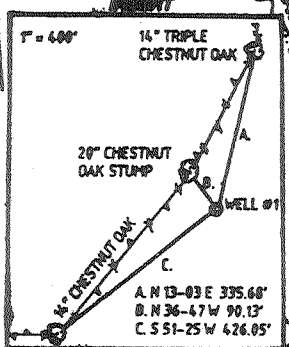 1" = 400'
14" TRIPLE
CHESTNUT OAK
A.
20" CHESTNUT
OAK STUMP
B.
WELL #1
16" CHESTNUT OAK
C.
A. N 13-03 E 335.68'
B. N 36-47 W 90.13'
C. S 51-25 W 426.05'